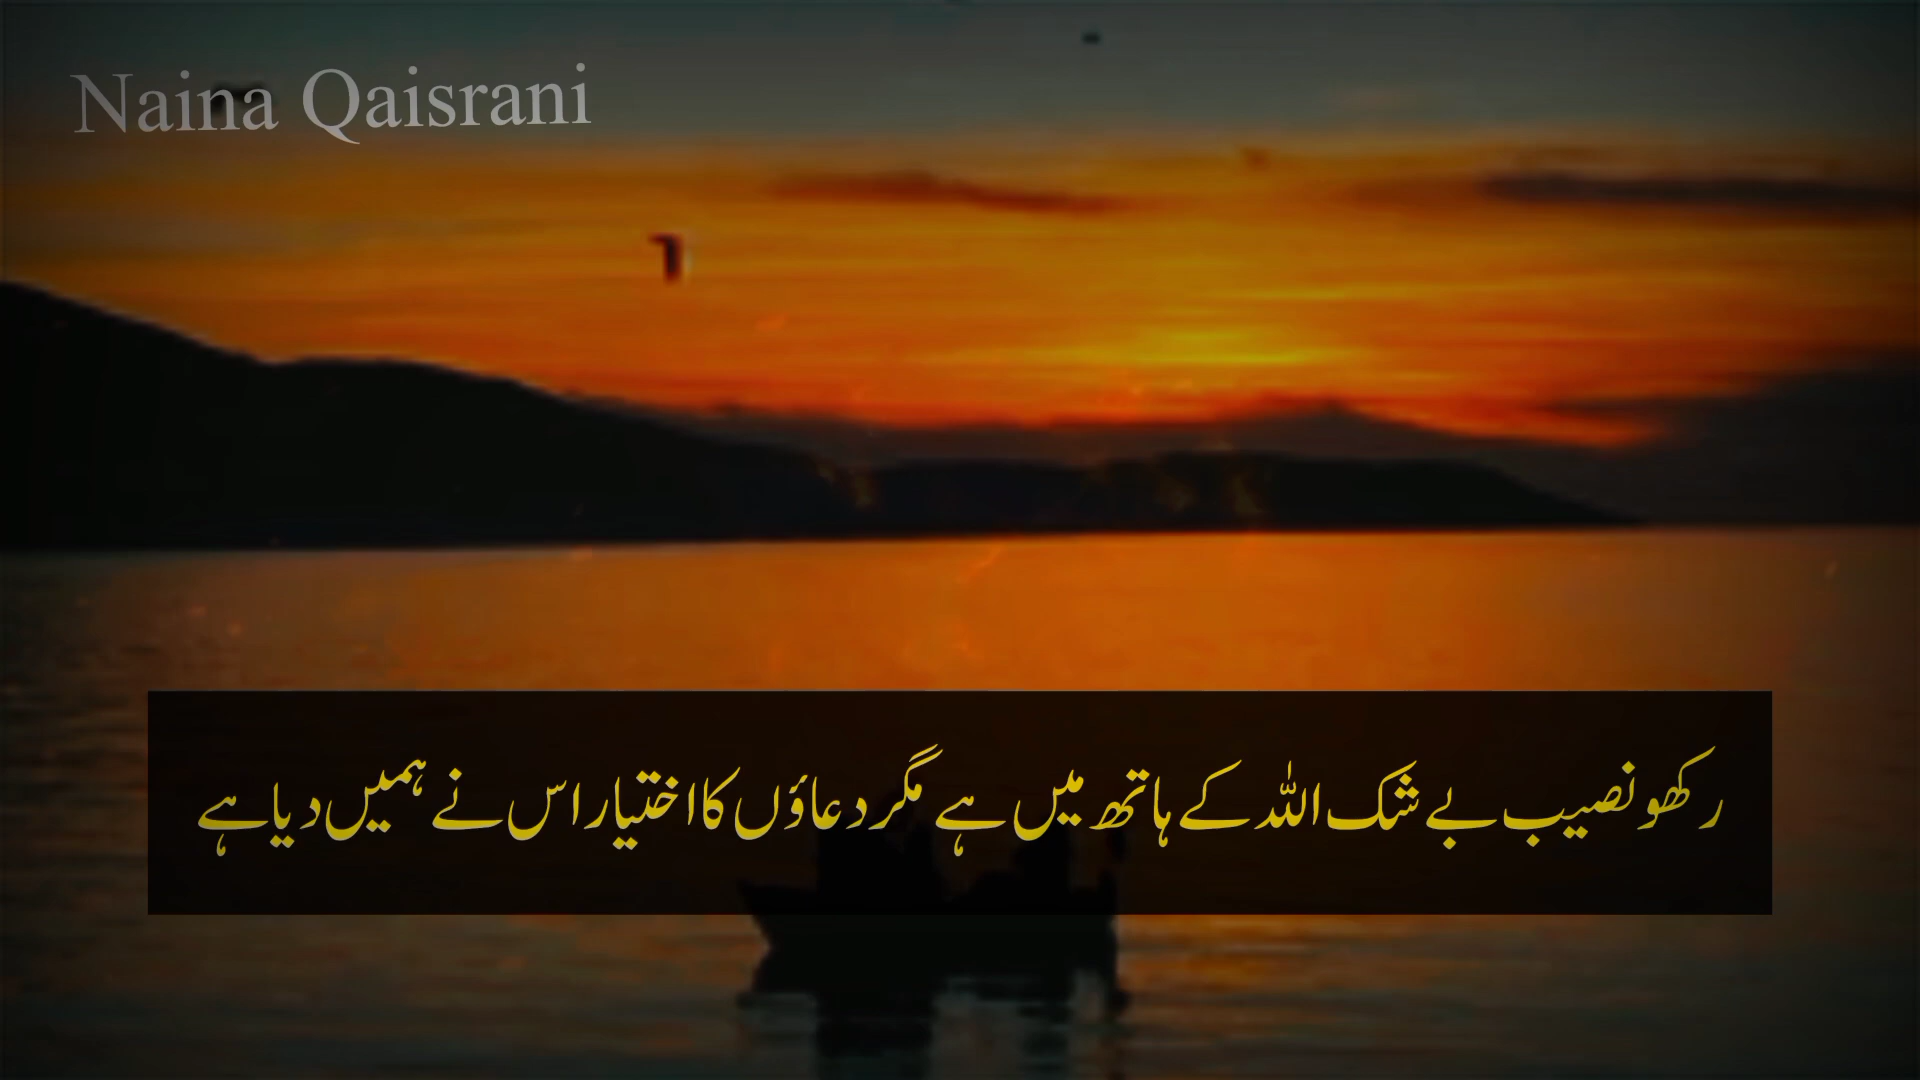 Naina Qaisrani
رکھو نصیب بے شک اللہ کے ہاتھ میں ہے مگر دعاؤں کا اختیار اس نے ہمیں دیا ہے